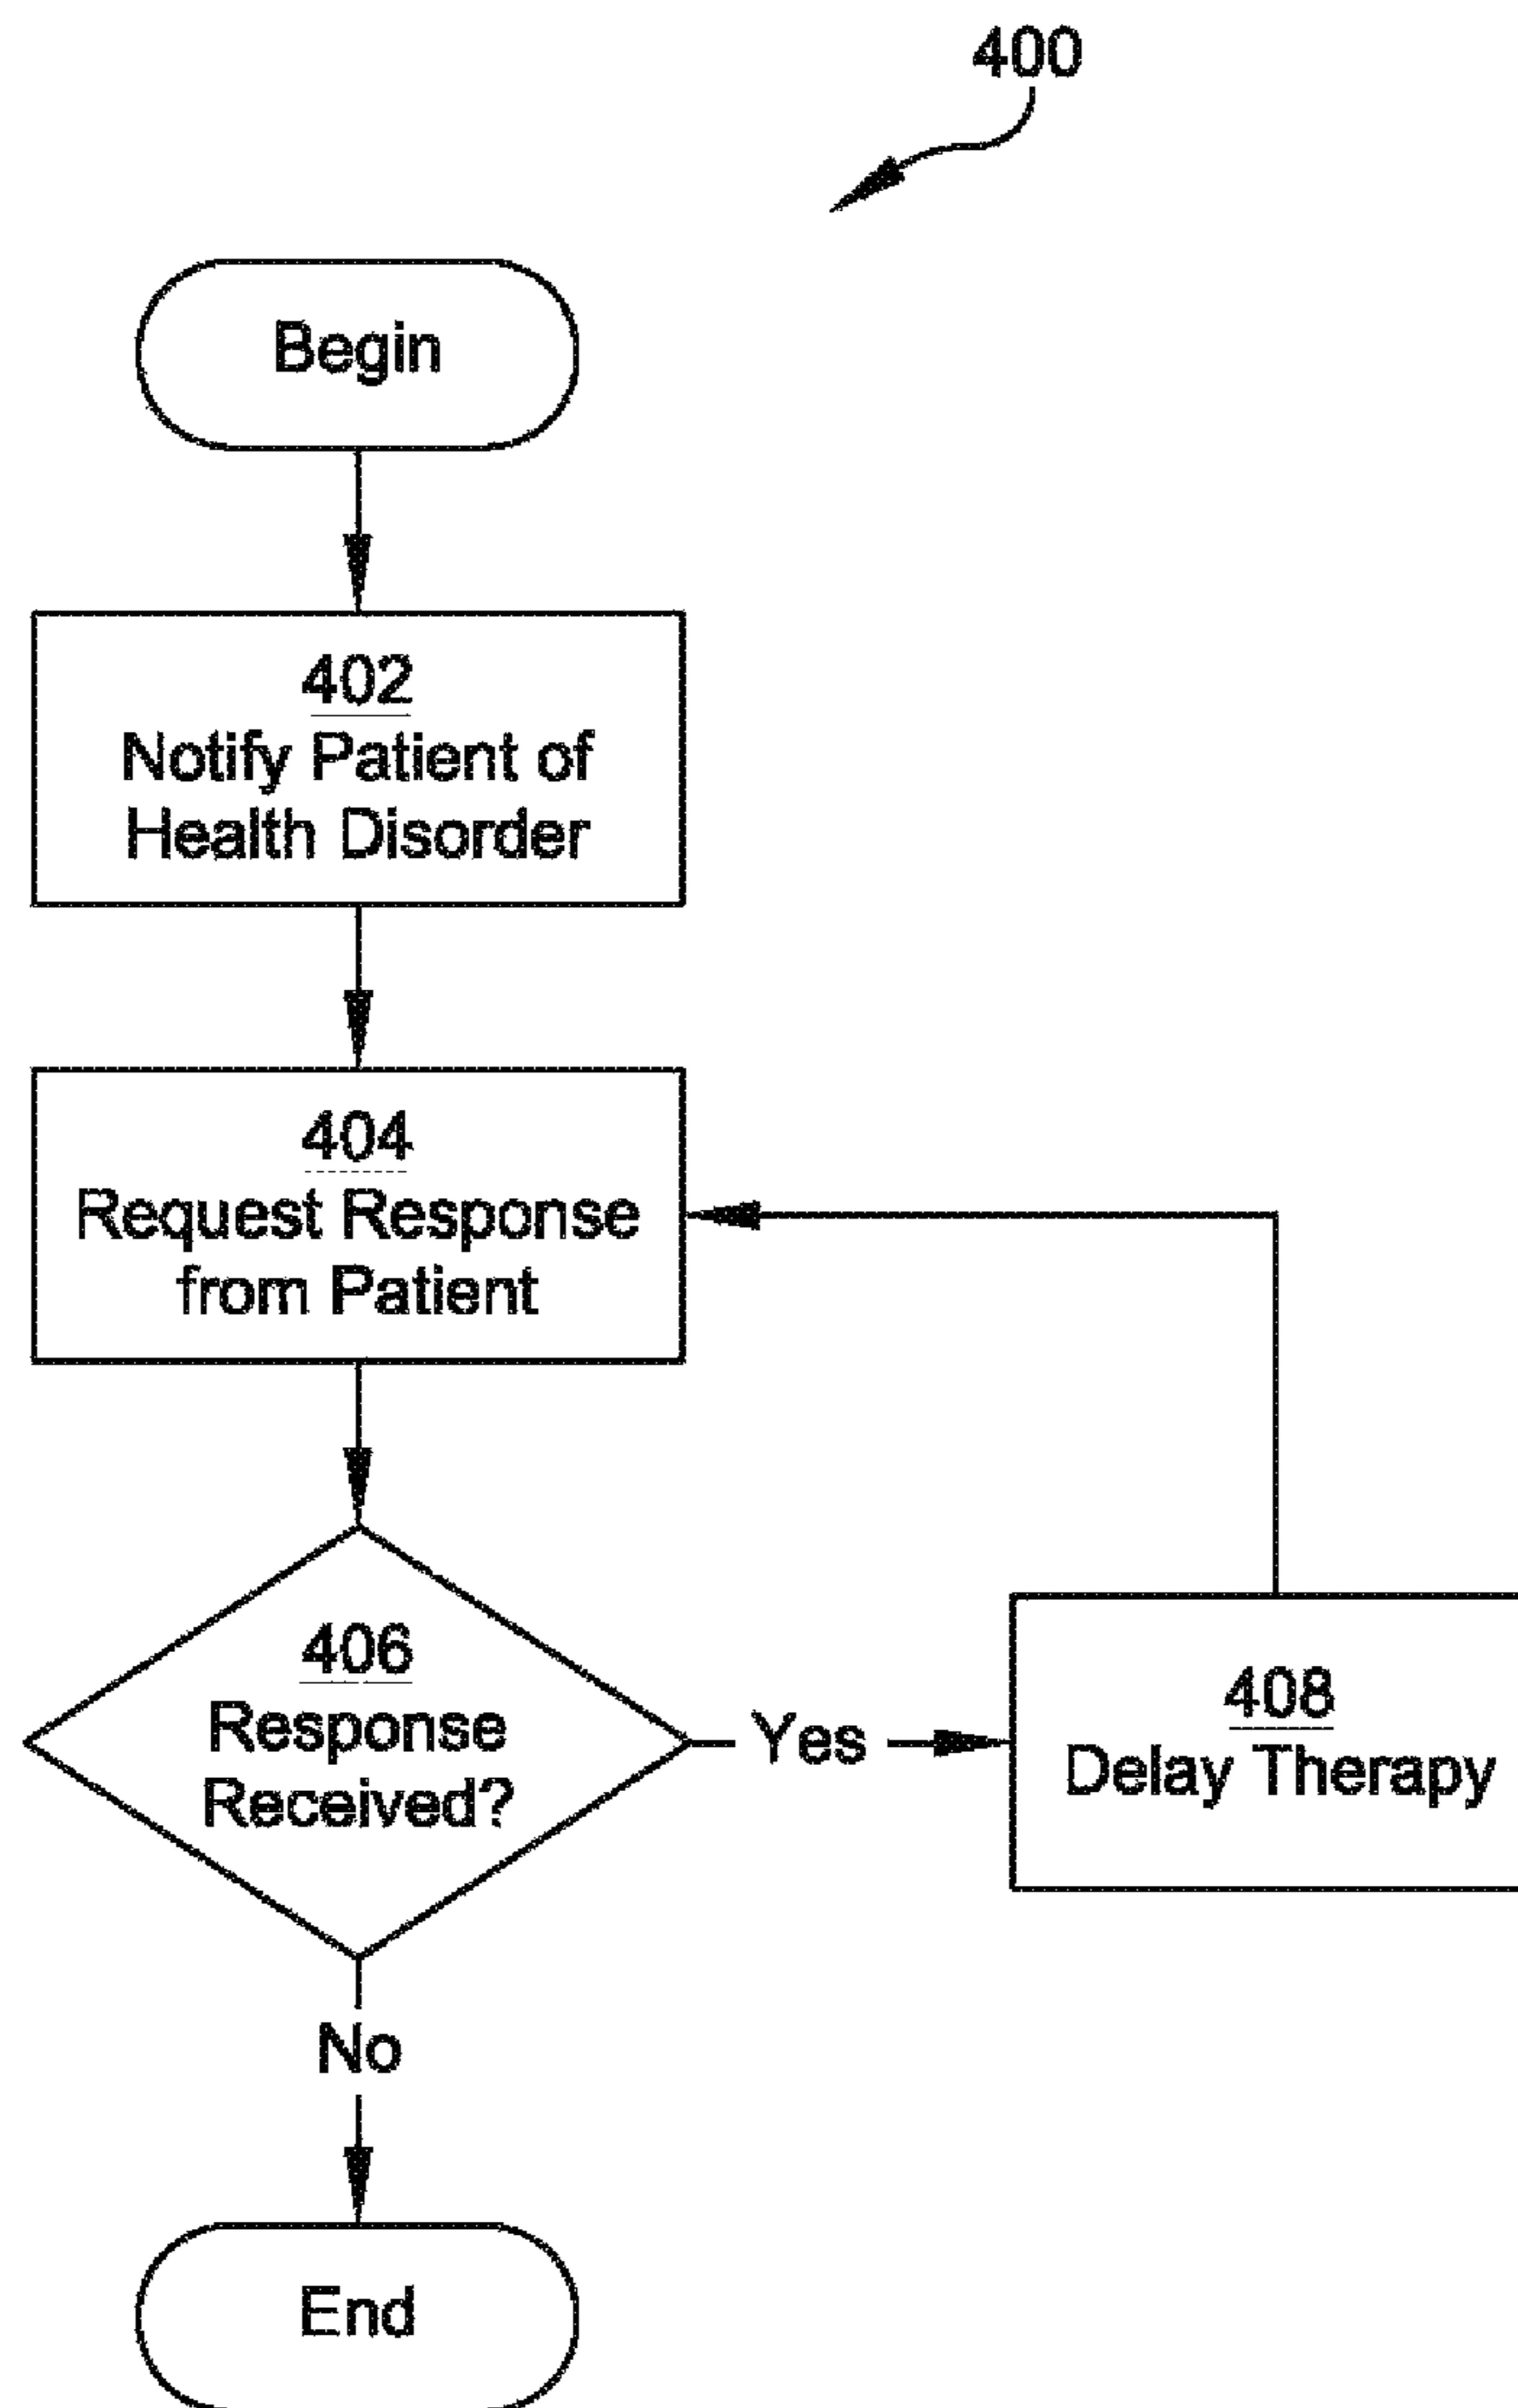 400
Begin
402
Notify Patient of
Health Disorder
404
Request Response
from Patient
406
Response
Received?
Yes
408
Delay Therapy
No
End